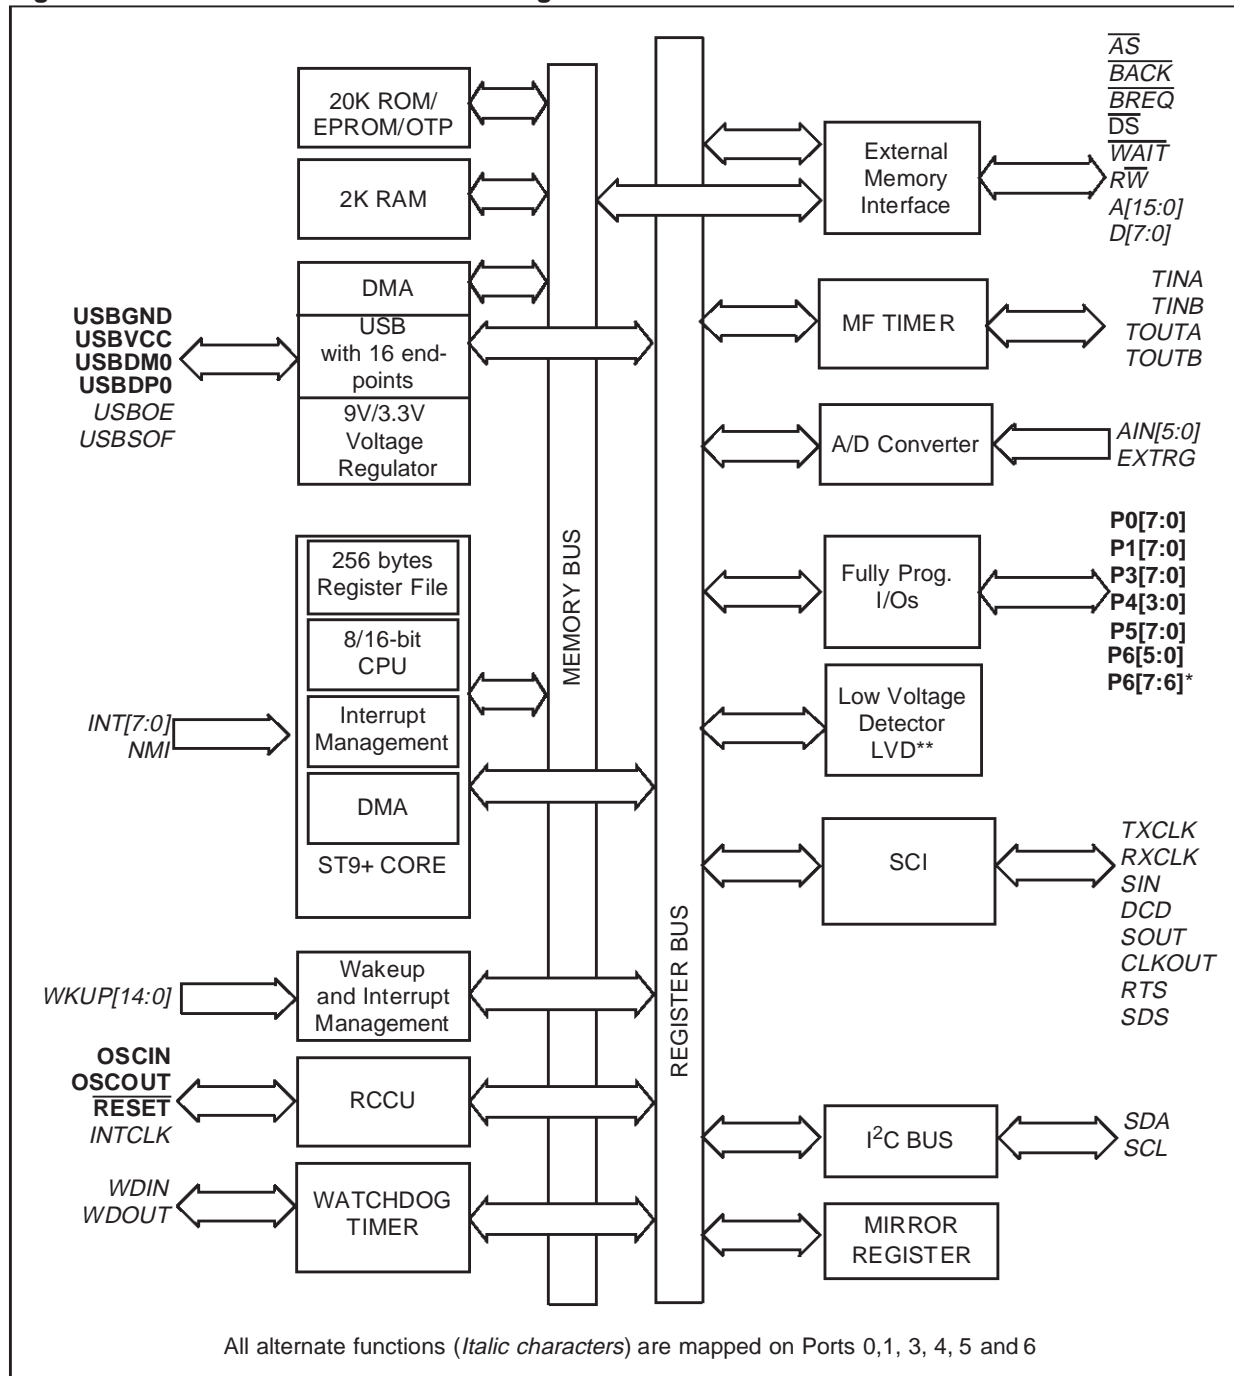 20K ROM/
EPROM/OTP
2K RAM
DMA
USB
with 16 end-
points
9V/3.3V
Voltage
Regulator
USBGND
USBVCC
USBDM0
USBDP0
USBOE
USBSOF
256 bytes
Register File
8/16-bit
CPU
Interrupt
Management
DMA
ST9+ CORE
INT[7:0]
NMI
Wakeup
and Interrupt
Management
WKUP[14:0]
OSCIN
OSCOUT
RESET
INTCLK
RCCU
WDIN
WDOUT
WATCHDOG
TIMER
MEMORY BUS
REGISTER BUS
External
Memory
Interface
AS
BACK
BREQ
DS
WAIT
RW
A[15:0]
D[7:0]
MF TIMER
TINA
TINB
TOUTA
TOUTB
A/D Converter
AIN[5:0]
EXTRG
Fully Prog.
I/Os
P0[7:0]
P1[7:0]
P3[7:0]
P4[3:0]
P5[7:0]
P6[5:0]
P6[7:6]*
Low Voltage
Detector
LVD**
SCI
TXCLK
RXCLK
SIN
DCD
SOUT
CLKOUT
RTS
SDS
I²C BUS
SDA
SCL
MIRROR
REGISTER
All alternate functions (Italic characters) are mapped on Ports 0,1, 3, 4, 5 and 6